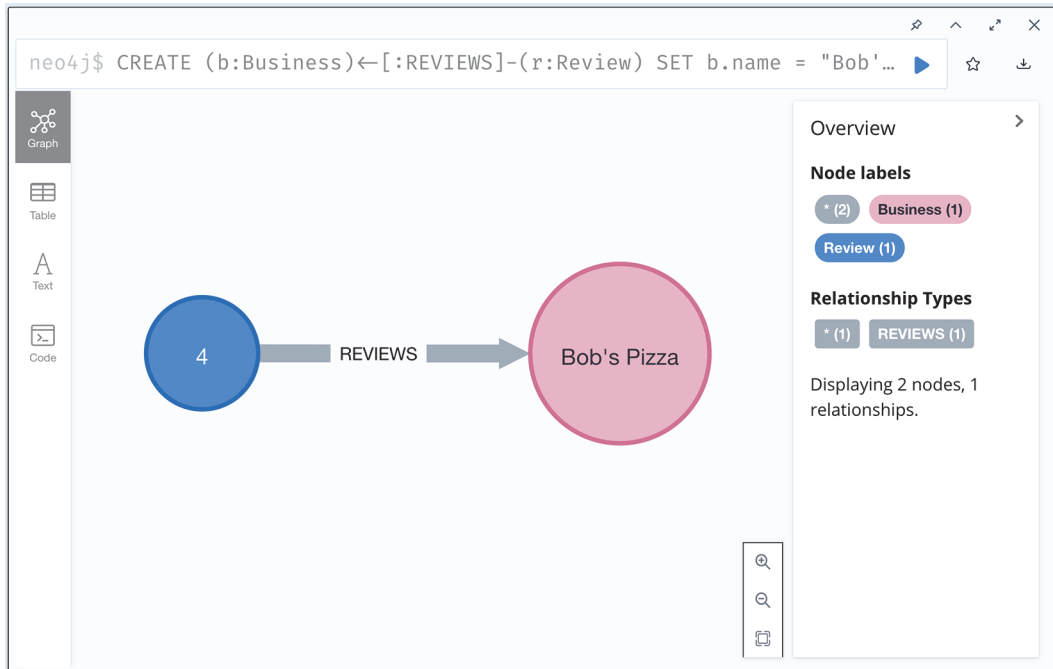 neo4j$ CREATE (b:Business)<-[:REVIEWS]-(r:Review) SET b.name = "Bob'…
Graph
Table
Text
Code
4
REVIEWS
Bob's Pizza
Overview
Node labels
* (2) Business (1)
Review (1)
Relationship Types
* (1) REVIEWS (1)
Displaying 2 nodes, 1
relationships.